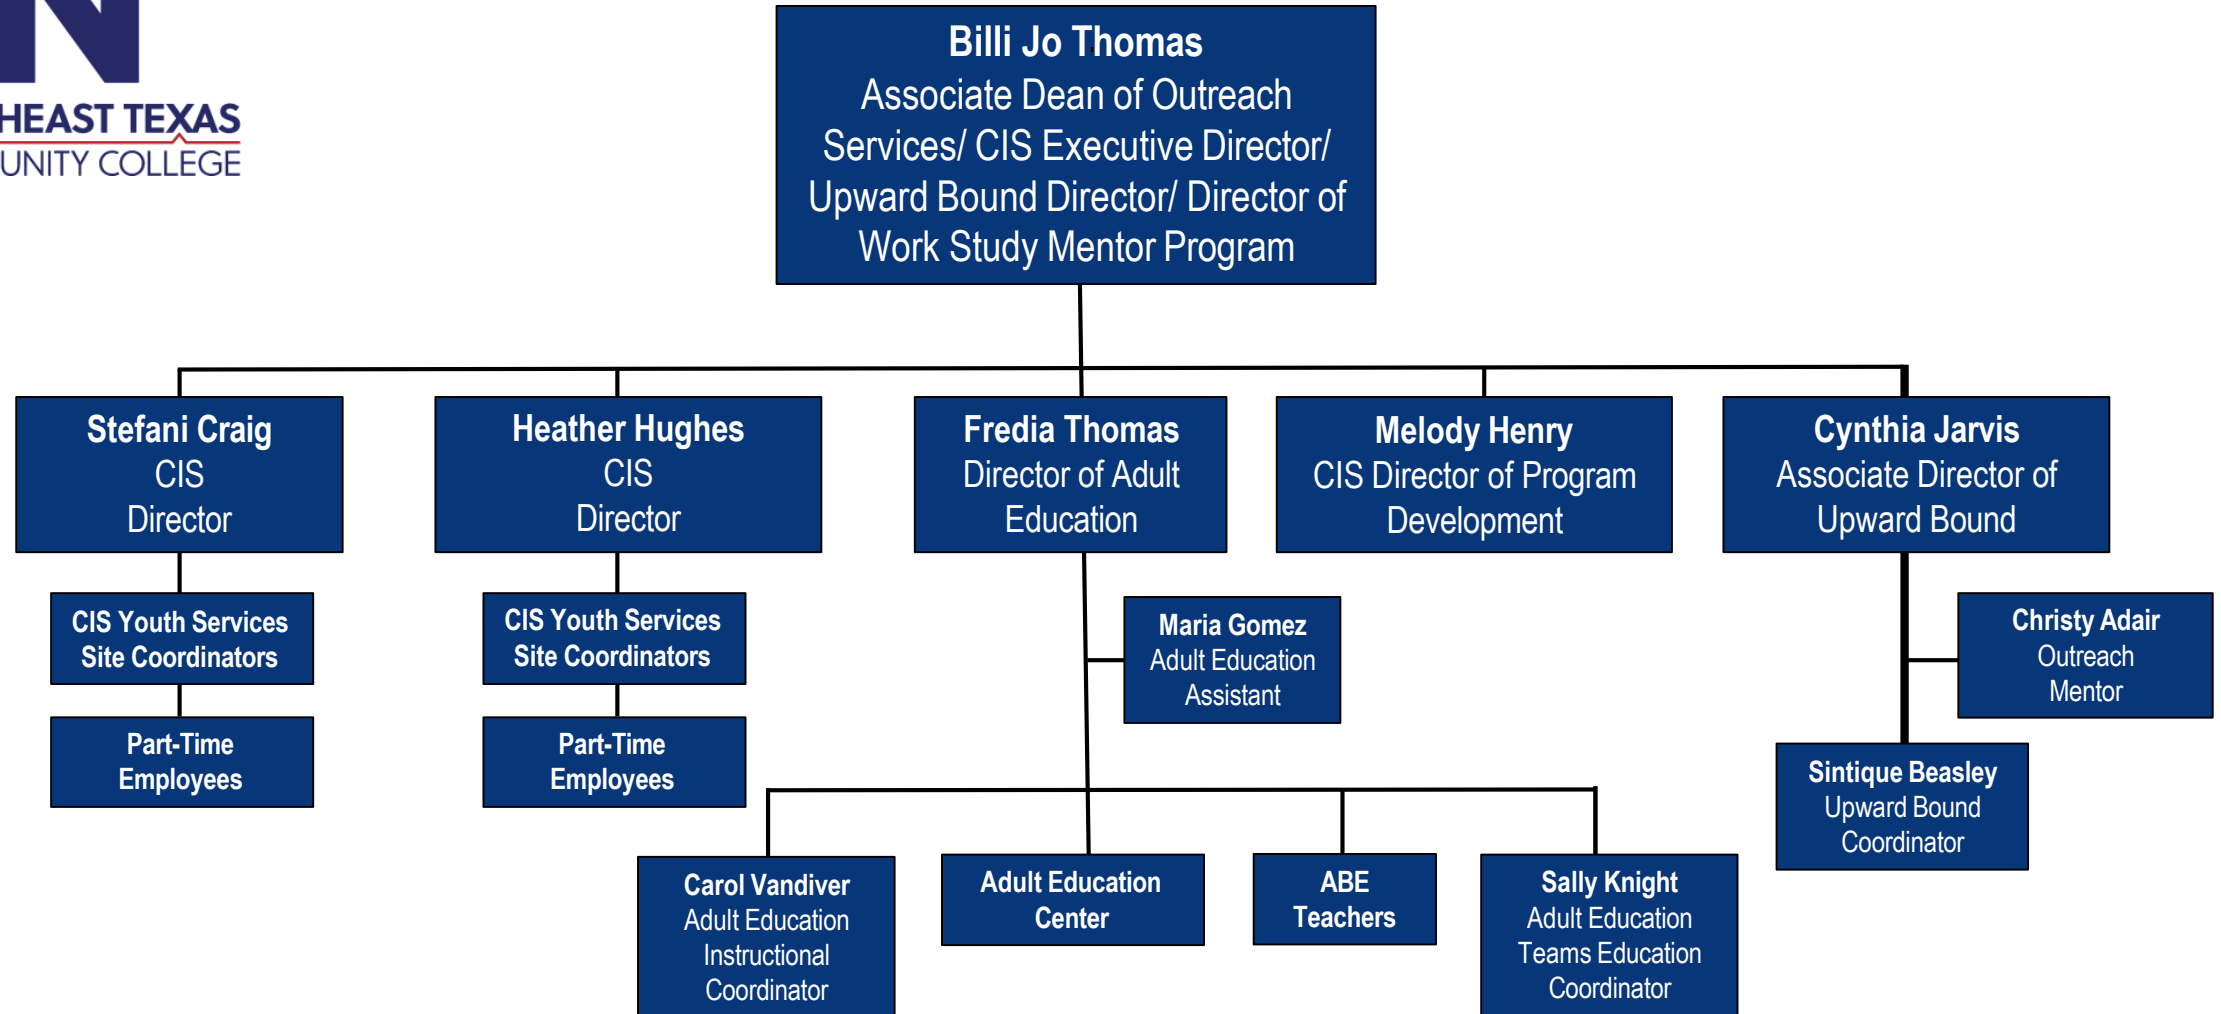 N
HEAST TEXAS
UNITY COLLEGE
Billi Jo Thomas
Associate Dean of Outreach
Services/ CIS Executive Director/
Upward Bound Director/ Director of
Work Study Mentor Program
Stefani Craig
CIS
Director
Heather Hughes
CIS
Director
Fredia Thomas
Director of Adult
Education
Melody Henry
CIS Director of Program
Development
Cynthia Jarvis
Associate Director of
Upward Bound
CIS Youth Services
Site Coordinators
CIS Youth Services
Site Coordinators
Maria Gomez
Adult Education
Assistant
Christy Adair
Outreach
Mentor
Part-Time
Employees
Part-Time
Employees
Sintique Beasley
Upward Bound
Coordinator
Carol Vandiver
Adult Education
Instructional
Coordinator
Adult Education
Center
ABE
Teachers
Sally Knight
Adult Education
Teams Education
Coordinator